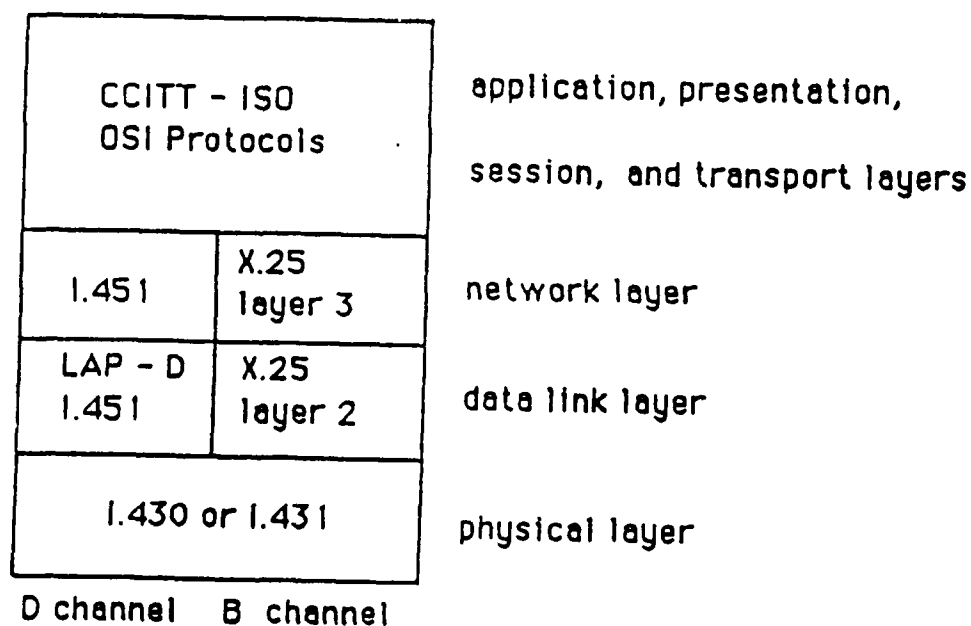 CCITT - ISO
OSI Protocols
application, presentation,
session, and transport layers
I.451
X.25
layer 3
network layer
LAP - D
I.451
X.25
layer 2
data link layer
I.430 or I.431
physical layer
D channel B channel